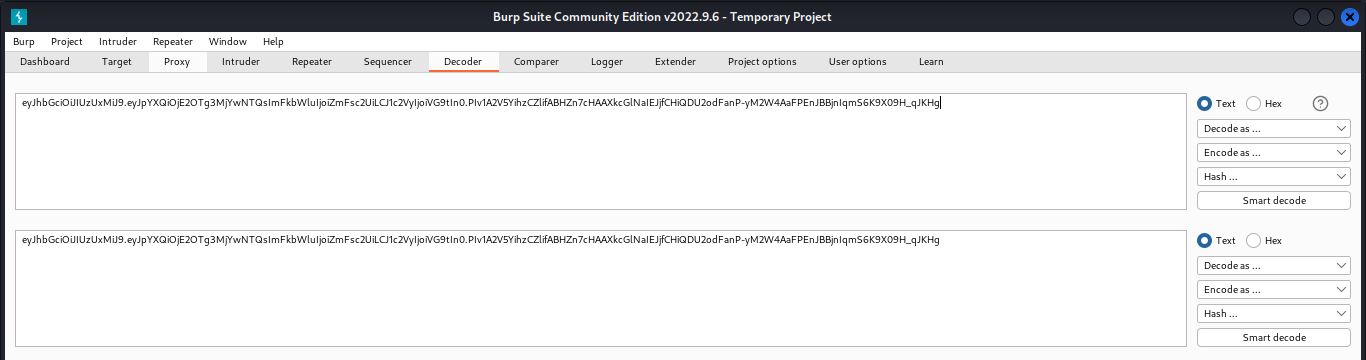 Burp Suite Community Edition v2022.9.6 - Temporary Project
Burp Project Intruder Repeater Window Help
Dashboard Target Proxy Intruder Repeater Sequencer Decoder Comparer Logger Extender Project options User options Learn
eyJhbGciOiJIUzUxMiJ9.eyJpYXQiOjE2OTg3MjYwNTQsImFkbWluIjoiZmFsc2UiLCJ1c2VyIjoiVG9tIn0.PIv1A2V5YihzCZlifABHZn7cHAAXkcGlNaIEJjfCHiQDU2odFanP-yM2W4AaFPEnJBBjnIqmS6K9X09H_qJKHg
Text Hex ?
Decode as ...
Encode as ...
Hash ...
Smart decode
eyJhbGciOiJIUzUxMiJ9.eyJpYXQiOjE2OTg3MjYwNTQsImFkbWluIjoiZmFsc2UiLCJ1c2VyIjoiVG9tIn0.PIv1A2V5YihzCZlifABHZn7cHAAXkcGlNaIEJjfCHiQDU2odFanP-yM2W4AaFPEnJBBjnIqmS6K9X09H_qJKHg
Text Hex
Decode as ...
Encode as ...
Hash ...
Smart decode